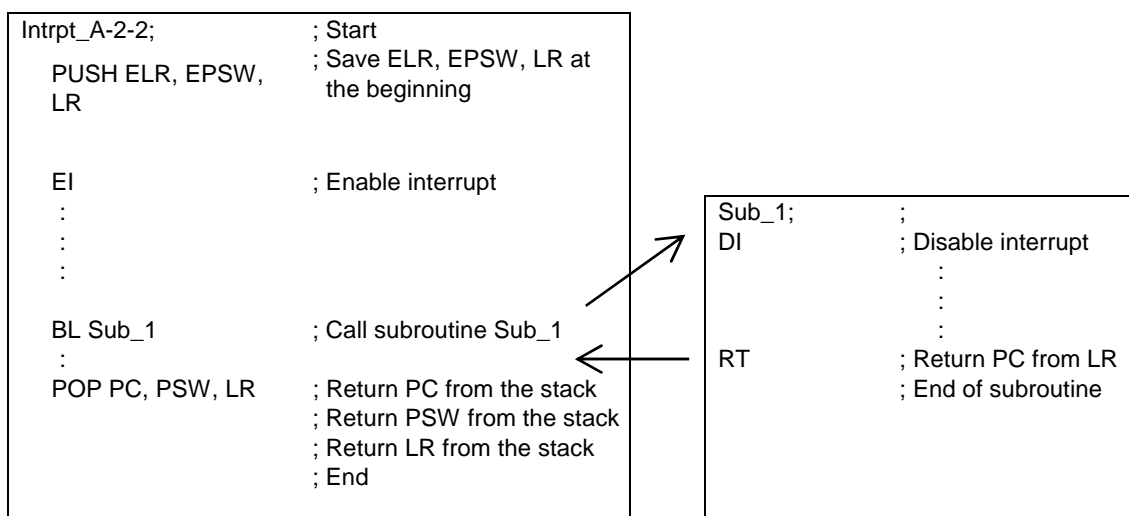 Intrpt_A-2-2; ; Start
PUSH ELR, EPSW, ; Save ELR, EPSW, LR at
LR the beginning
EI ; Enable interrupt
:
:
:
BL Sub_1 ; Call subroutine Sub_1
:
POP PC, PSW, LR ; Return PC from the stack
; Return PSW from the stack
; Return LR from the stack
; End
Sub_1; ;
DI ; Disable interrupt
:
:
:
RT ; Return PC from LR
; End of subroutine